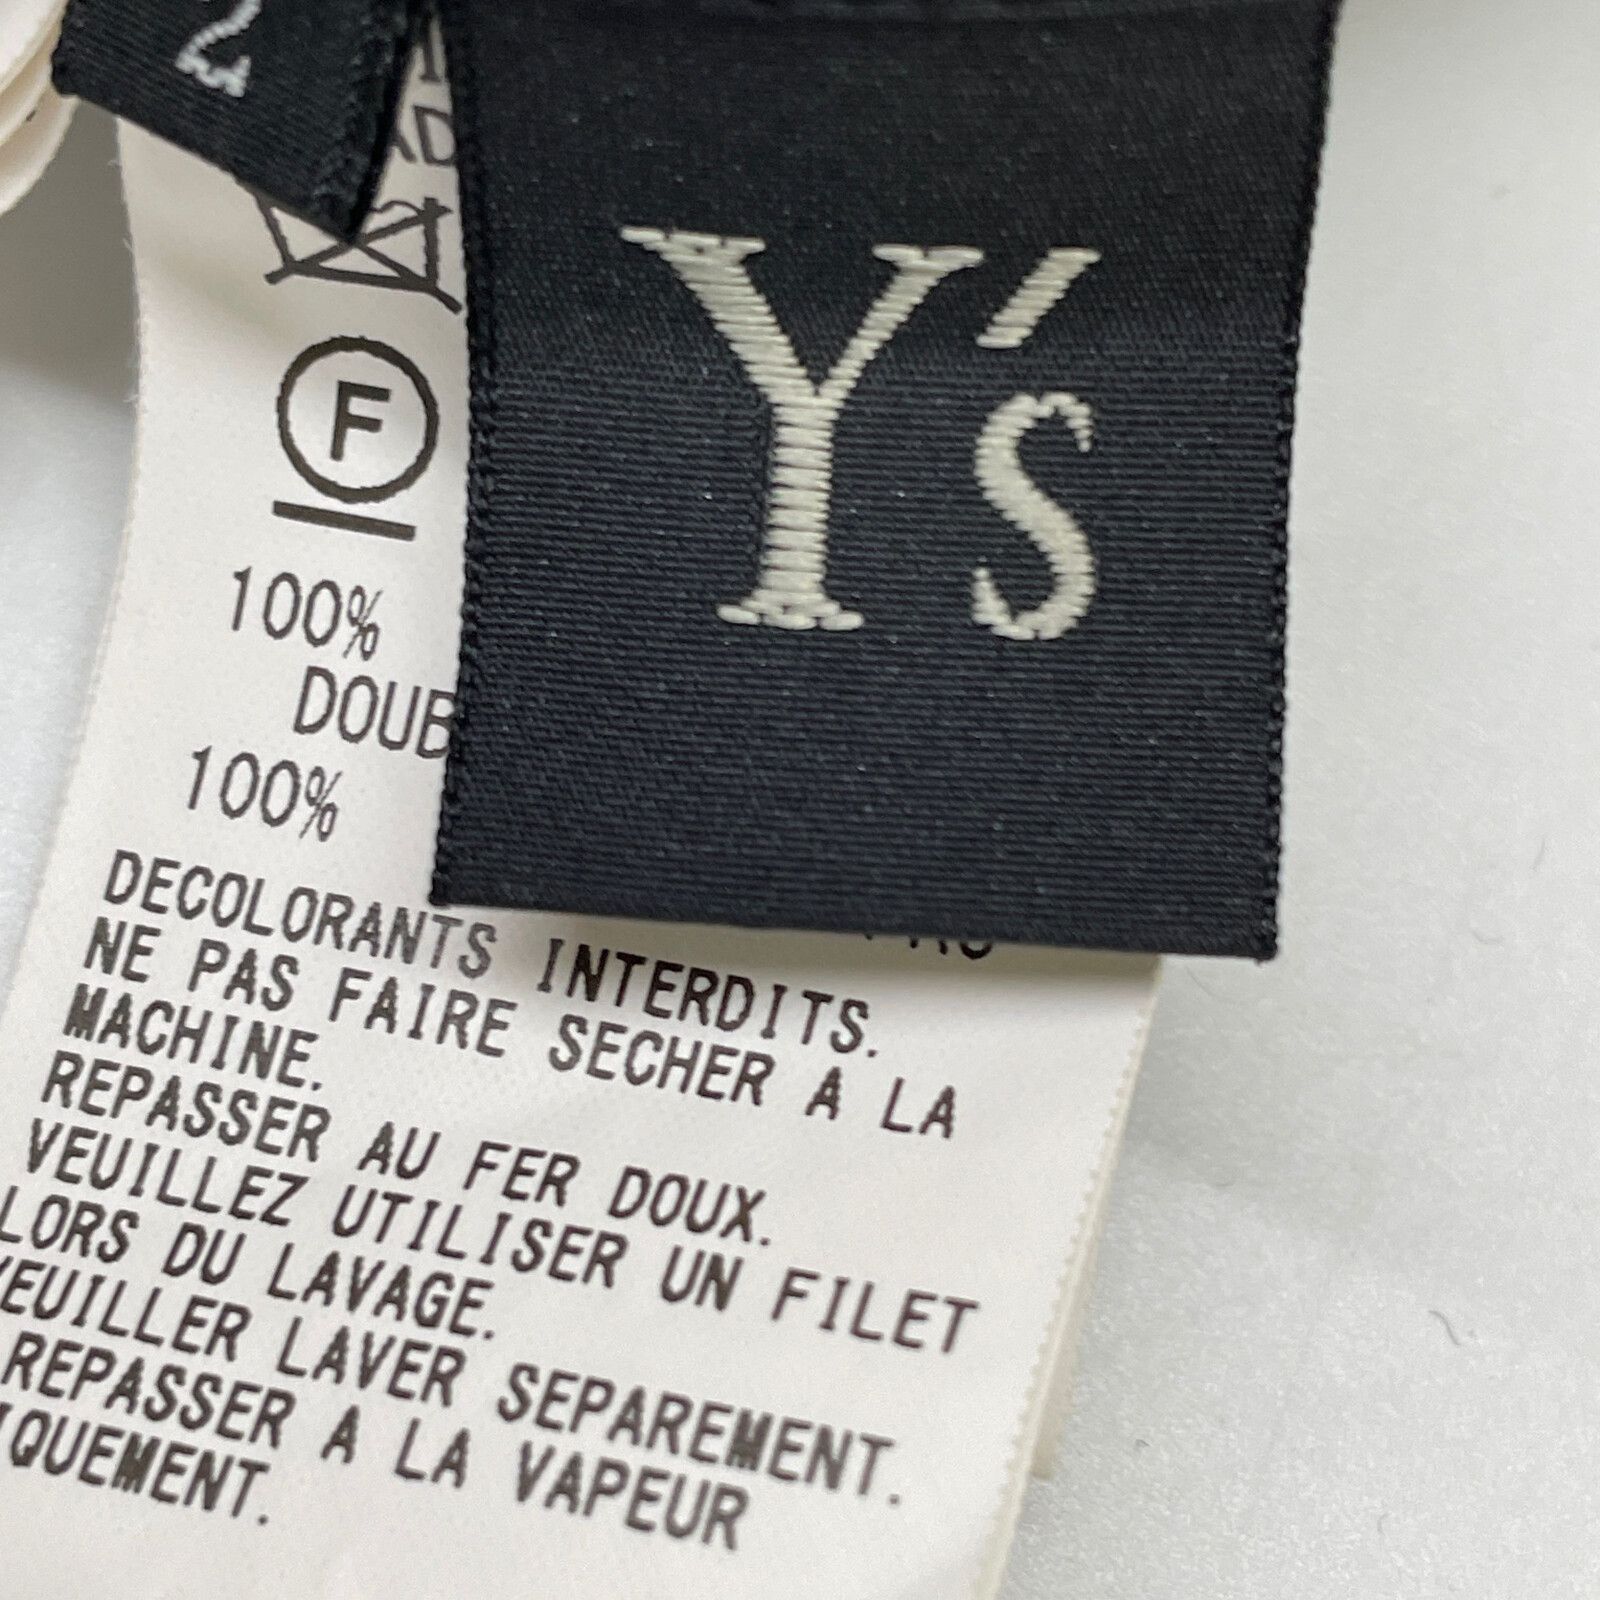 2
Y's
F
100%
DOUB
100%
DECOLORANTS INTERDITS.
NE PAS FAIRE SECHER A LA
MACHINE.
REPASSER AU FER DOUX.
VEUILLEZ UTILISER UN FILET
LORS DU LAVAGE.
VEUILLER LAVER SEPAREMENT.
REPASSER A LA VAPEUR
IQUEMENT.